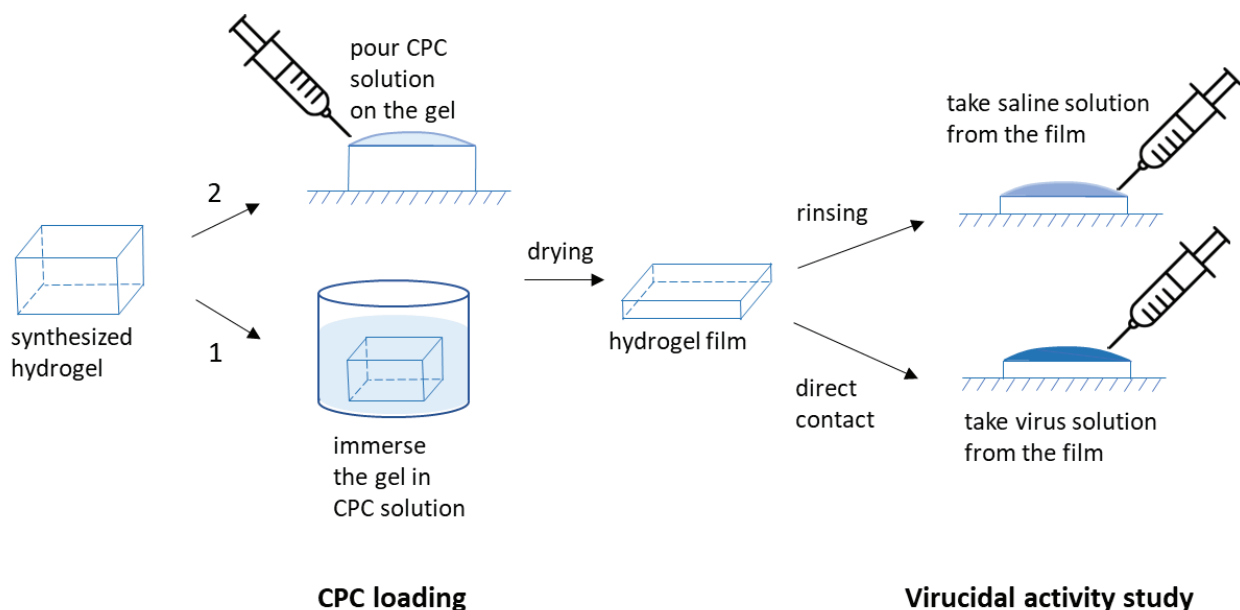 pour CPC
solution
on the gel
2
synthesized
hydrogel
1
immerse
the gel in
CPC solution
drying
hydrogel film
rinsing
direct
contact
take saline solution
from the film
take virus solution
from the film
CPC loading
Virucidal activity study